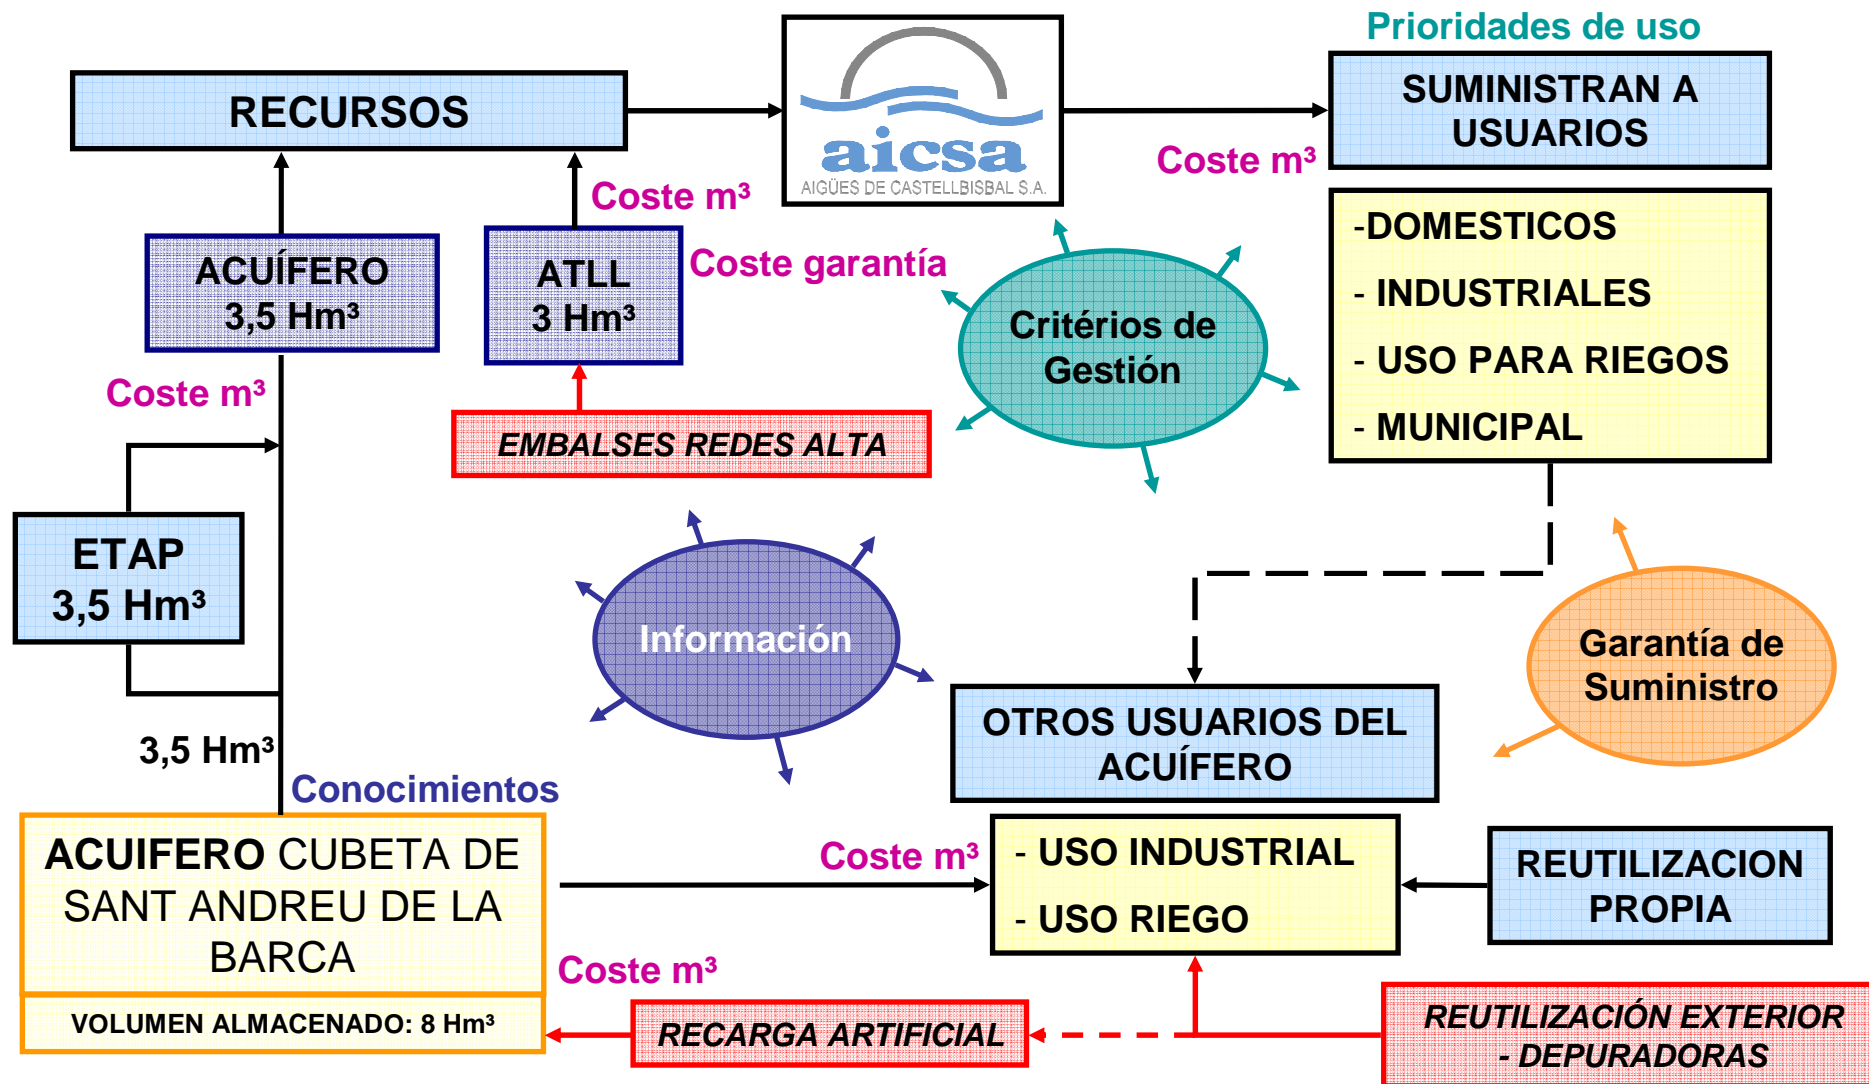 Prioridades de uso
RECURSOS
aicsa
AIGÜES DE CASTELLBISBAL S.A.
SUMINISTRAN A
USUARIOS
Coste m³
Coste m³
ACUÍFERO
3,5 Hm³
ATLL
3 Hm³
Coste garantía
-DOMESTICOS
- INDUSTRIALES
- USO PARA RIEGOS
- MUNICIPAL
Critérios de
Gestión
Coste m³
EMBALSES REDES ALTA
ETAP
3,5 Hm³
Información
Garantía de
Suministro
OTROS USUARIOS DEL
ACUÍFERO
3,5 Hm³
Conocimientos
ACUIFERO CUBETA DE
SANT ANDREU DE LA
BARCA
VOLUMEN ALMACENADO: 8 Hm³
Coste m³
- USO INDUSTRIAL
- USO RIEGO
REUTILIZACION
PROPIA
Coste m³
RECARGA ARTIFICIAL
REUTILIZACIÓN EXTERIOR
- DEPURADORAS